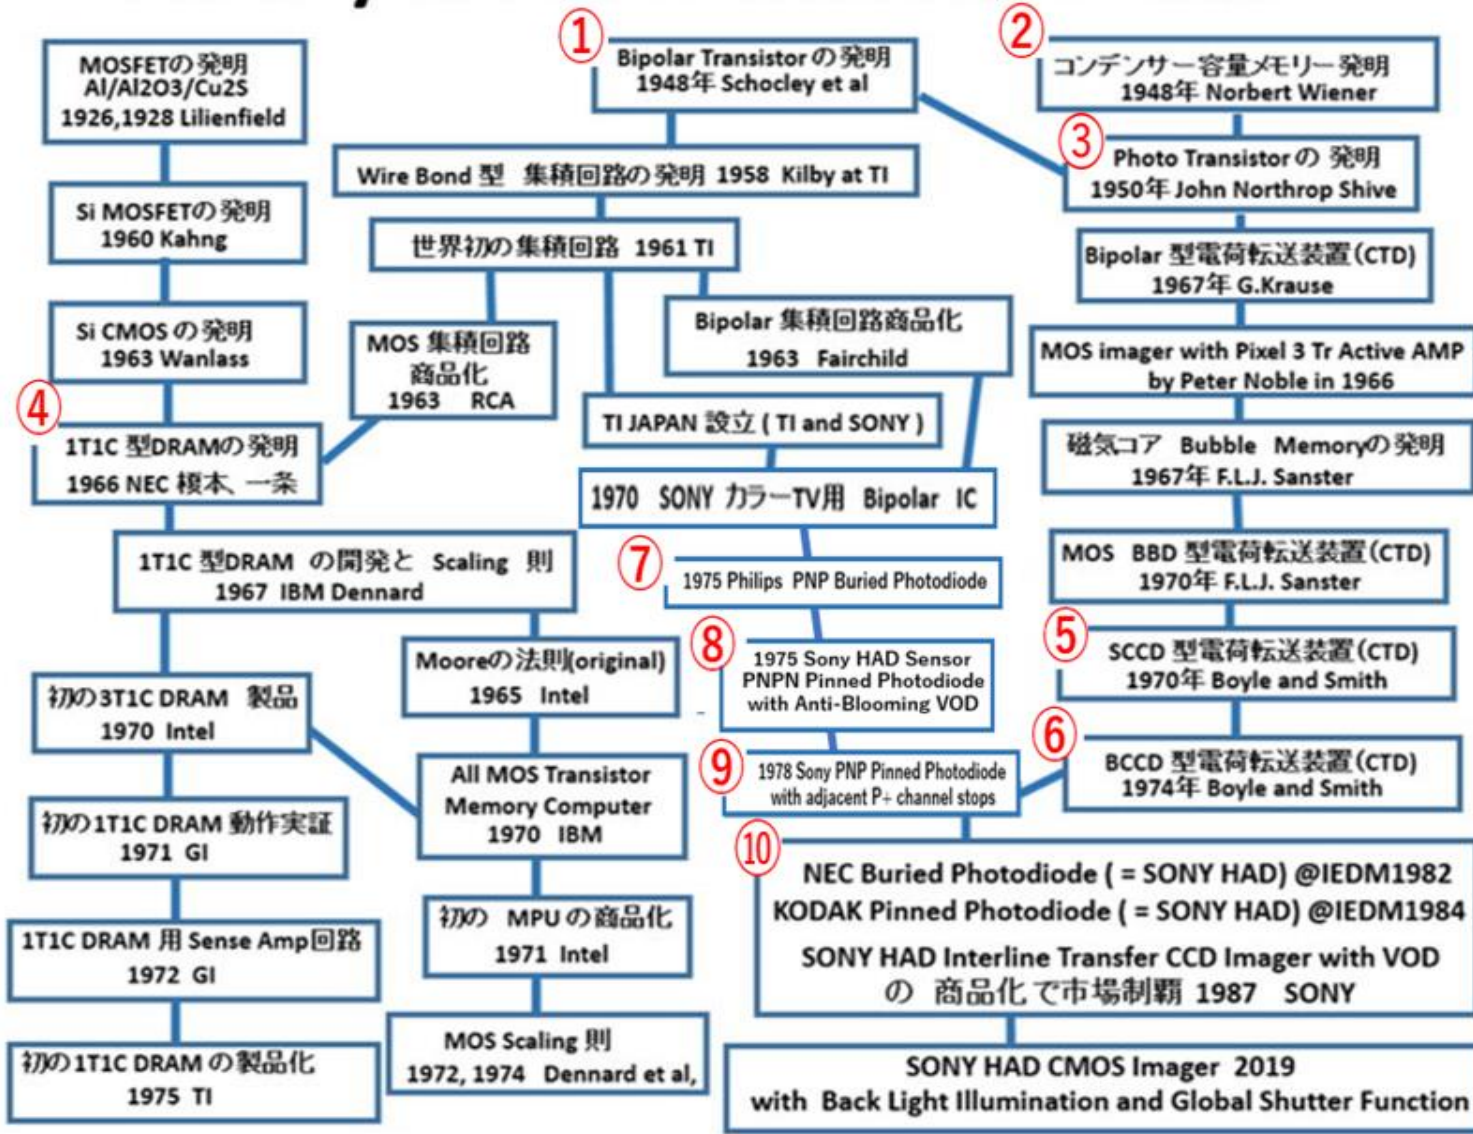 MOSFETの発明
Al/Al2O3/Cu2S
1926,1928 Lilienfield
Si MOSFETの発明
1960 Kahng
Si CMOS の発明
1963 Wanlass
④
1T1C 型DRAMの発明
1966 NEC 榎本、一条
1T1C 型DRAM の開発と Scaling 則
1967 IBM Dennard
初の3T1C DRAM 製品
1970 Intel
初の1T1C DRAM 動作実証
1971 GI
1T1C DRAM 用 Sense Amp回路
1972 GI
初の1T1C DRAM の製品化
1975 TI
Mooreの法則(original)
1965 Intel
All MOS Transistor
Memory Computer
1970 IBM
初の MPU の商品化
1971 Intel
MOS Scaling 則
1972, 1974 Dennard et al,
①
Bipolar Transistor の発明
1948年 Schocley et al
Wire Bond 型 集積回路の発明 1958 Kilby at TI
世界初の集積回路 1961 TI
MOS 集積回路
商品化
1963 RCA
Bipolar 集積回路商品化
1963 Fairchild
TI JAPAN 設立 ( TI and SONY )
1970 SONY カラーTV用 Bipolar IC
⑦
1975 Philips PNP Buried Photodiode
⑧
1975 Sony HAD Sensor
PNPN Pinned Photodiode
with Anti-Blooming VOD
⑨
1978 Sony PNP Pinned Photodiode
with adjacent P+ channel stops
②
コンデンサー容量メモリー発明
1948年 Norbert Wiener
③
Photo Transistor の 発明
1950年 John Northrop Shive
Bipolar 型電荷転送装置(CTD)
1967年 G.Krause
MOS imager with Pixel 3 Tr Active AMP
by Peter Noble in 1966
磁気コア Bubble Memoryの発明
1967年 F.L.J. Sanster
MOS BBD 型電荷転送装置(CTD)
1970年 F.L.J. Sanster
⑤
SCCD 型電荷転送装置(CTD)
1970年 Boyle and Smith
⑥
BCCD 型電荷転送装置(CTD)
1974年 Boyle and Smith
⑩
NEC Buried Photodiode ( = SONY HAD) @IEDM1982
KODAK Pinned Photodiode ( = SONY HAD) @IEDM1984
SONY HAD Interline Transfer CCD Imager with VOD
の 商品化で市場制覇 1987 SONY
SONY HAD CMOS Imager 2019
with Back Light Illumination and Global Shutter Function